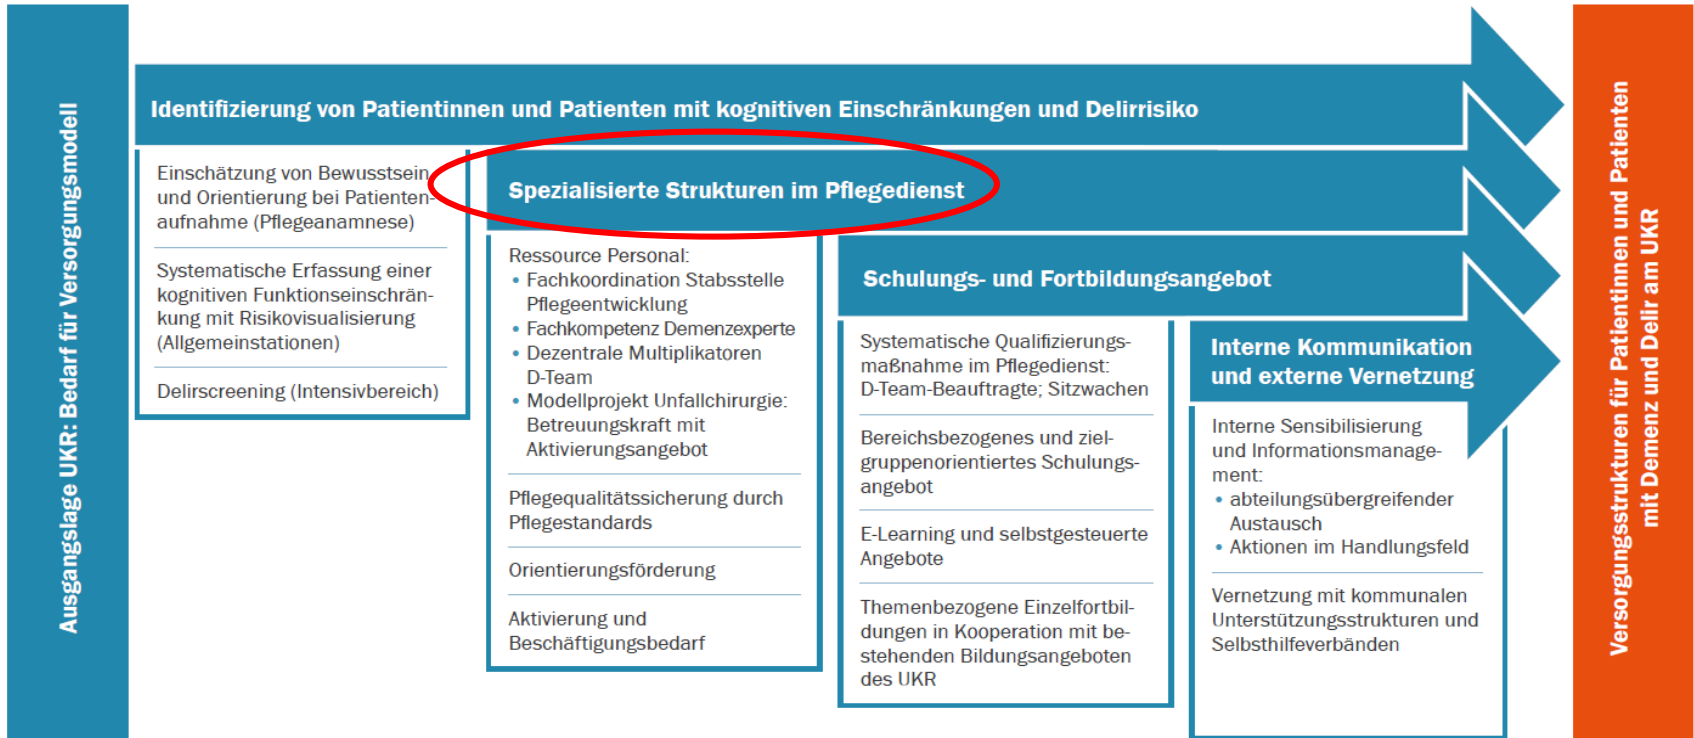 Ausgangslage UKR: Bedarf für Versorgungsmodell
Identifizierung von Patientinnen und Patienten mit kognitiven Einschränkungen und Delirrisiko
Einschätzung von Bewusstsein
und Orientierung bei Patienten-
aufnahme (Pflegeanamnese)
Systematische Erfassung einer
kognitiven Funktionseinschrän-
kung mit Risikovisualisierung
(Allgemeinstationen)
Delirscreening (Intensivbereich)
Spezialisierte Strukturen im Pflegedienst
Ressource Personal:
• Fachkoordination Stabsstelle
Pflegeentwicklung
• Fachkompetenz Demenzexperte
• Dezentrale Multiplikatoren
D-Team
• Modellprojekt Unfallchirurgie:
Betreuungskraft mit
Aktivierungsangebot
Pflegequalitätssicherung durch
Pflegestandards
Orientierungsförderung
Aktivierung und
Beschäftigungsbedarf
Schulungs- und Fortbildungsangebot
Systematische Qualifizierungs-
maßnahme im Pflegedienst:
D-Team-Beauftragte; Sitzwachen
Bereichsbezogenes und ziel-
gruppenorientiertes Schulungs-
angebot
E-Learning und selbstgesteuerte
Angebote
Themenbezogene Einzelfortbil-
dungen in Kooperation mit be-
stehenden Bildungsangeboten
des UKR
Interne Kommunikation
und externe Vernetzung
Interne Sensibilisierung
und Informationsmanage-
ment:
• abteilungsübergreifender
Austausch
• Aktionen im Handlungsfeld
Vernetzung mit kommunalen
Unterstützungsstrukturen und
Selbsthilfeverbänden
Versorgungsstrukturen für Patientinnen und Patienten
mit Demenz und Delir am UKR